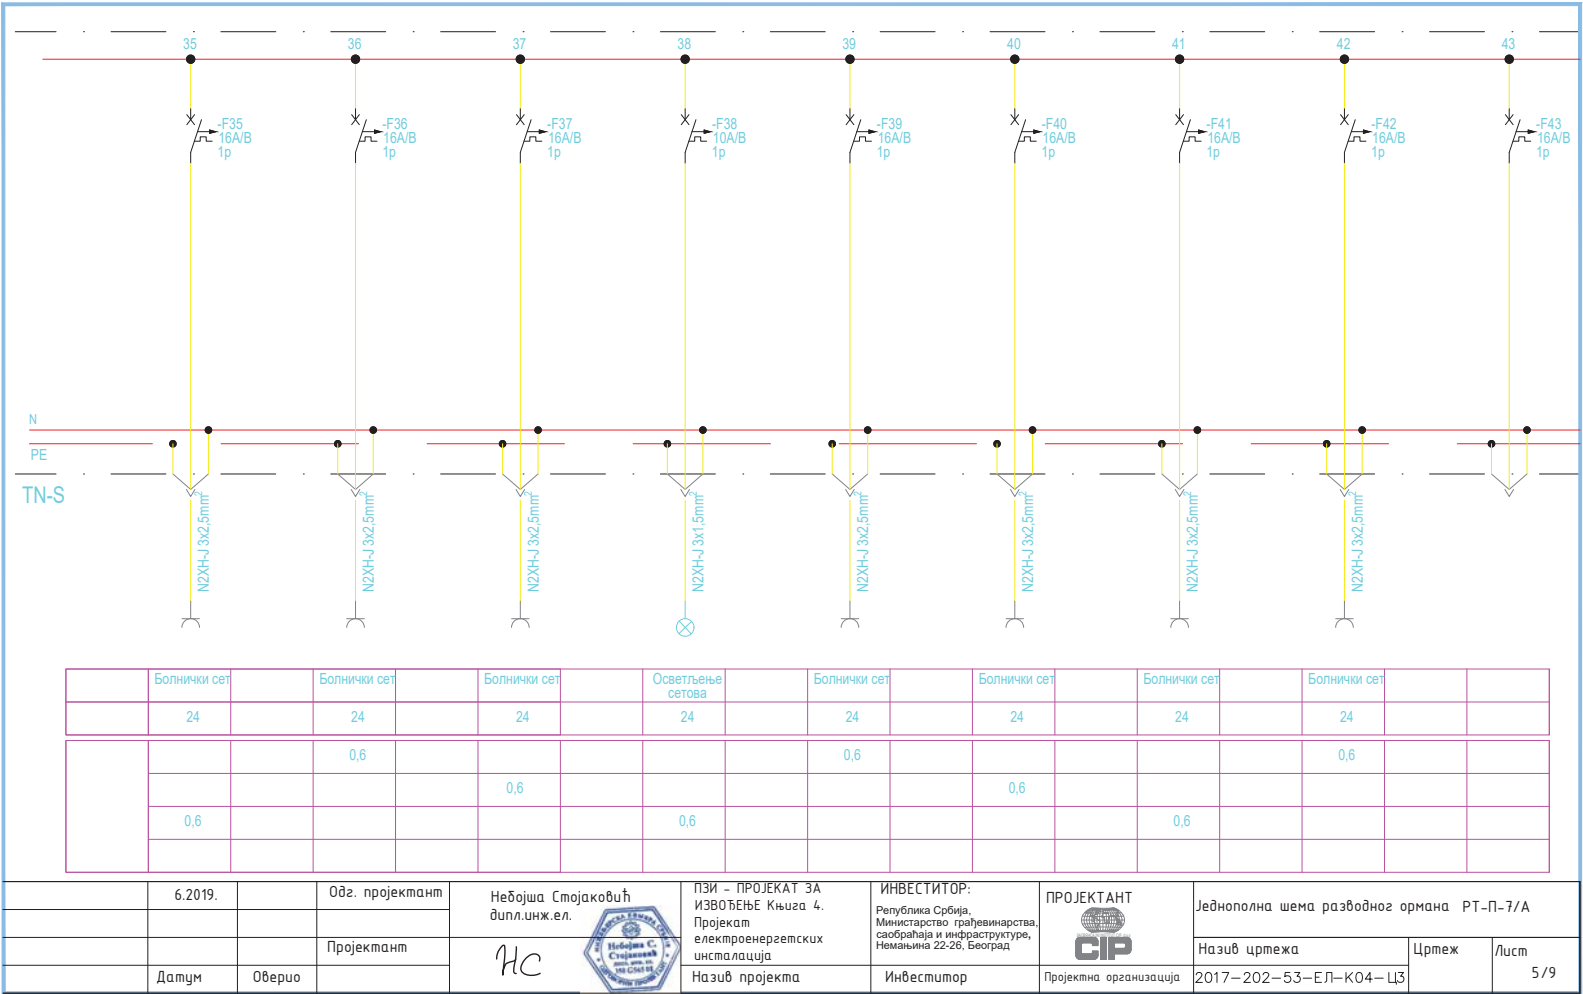 35 36 37 38 39 40 41 42 43
-F35 -F36 -F37 -F38 -F39 -F40 -F41 -F42 -F43
16A/B 16A/B 16A/B 10A/B 16A/B 16A/B 16A/B 16A/B 16A/B
1p 1p 1p 1p 1p 1p 1p 1p 1p
N
PE
TN-S
N2XH-J 3x2,5mm²
N2XH-J 3x2,5mm²
N2XH-J 3x2,5mm²
N2XH-J 3x1,5mm²
N2XH-J 3x2,5mm²
N2XH-J 3x2,5mm²
N2XH-J 3x2,5mm²
N2XH-J 3x2,5mm²
Болнички сет Болнички сет Болнички сет Осветљење Болнички сет Болнички сет Болнички сет Болнички сет
сетова
24 24 24 24 24 24 24 24
0,6 0,6 0,6
0,6 0,6
0,6 0,6 0,6
6.2019.
Одг. пројектант
Пројектант
Датум Оверио
Небојша Стојаковић
дипл.инж.ел.
НС
Небојша С.
Стојаковић
ПЗИ - ПРОЈЕКАТ ЗА
ИЗВОЂЕЊЕ Књига 4.
Пројекат
електроенергетских
инсталација
Назив пројекта
ИНВЕСТИТОР:
Република Србија,
Министарство грађевинарства,
саобраћаја и инфраструктуре,
Немањина 22-26, Београд
Инвеститор
ПРОЈЕКТАНТ
CIP
Пројектна организација
Једнополна шема разводног ормана РТ-П-7/А
Назив цртежа
2017-202-53-ЕЛ-К04-Ц3
Цртеж
Лист
5/9